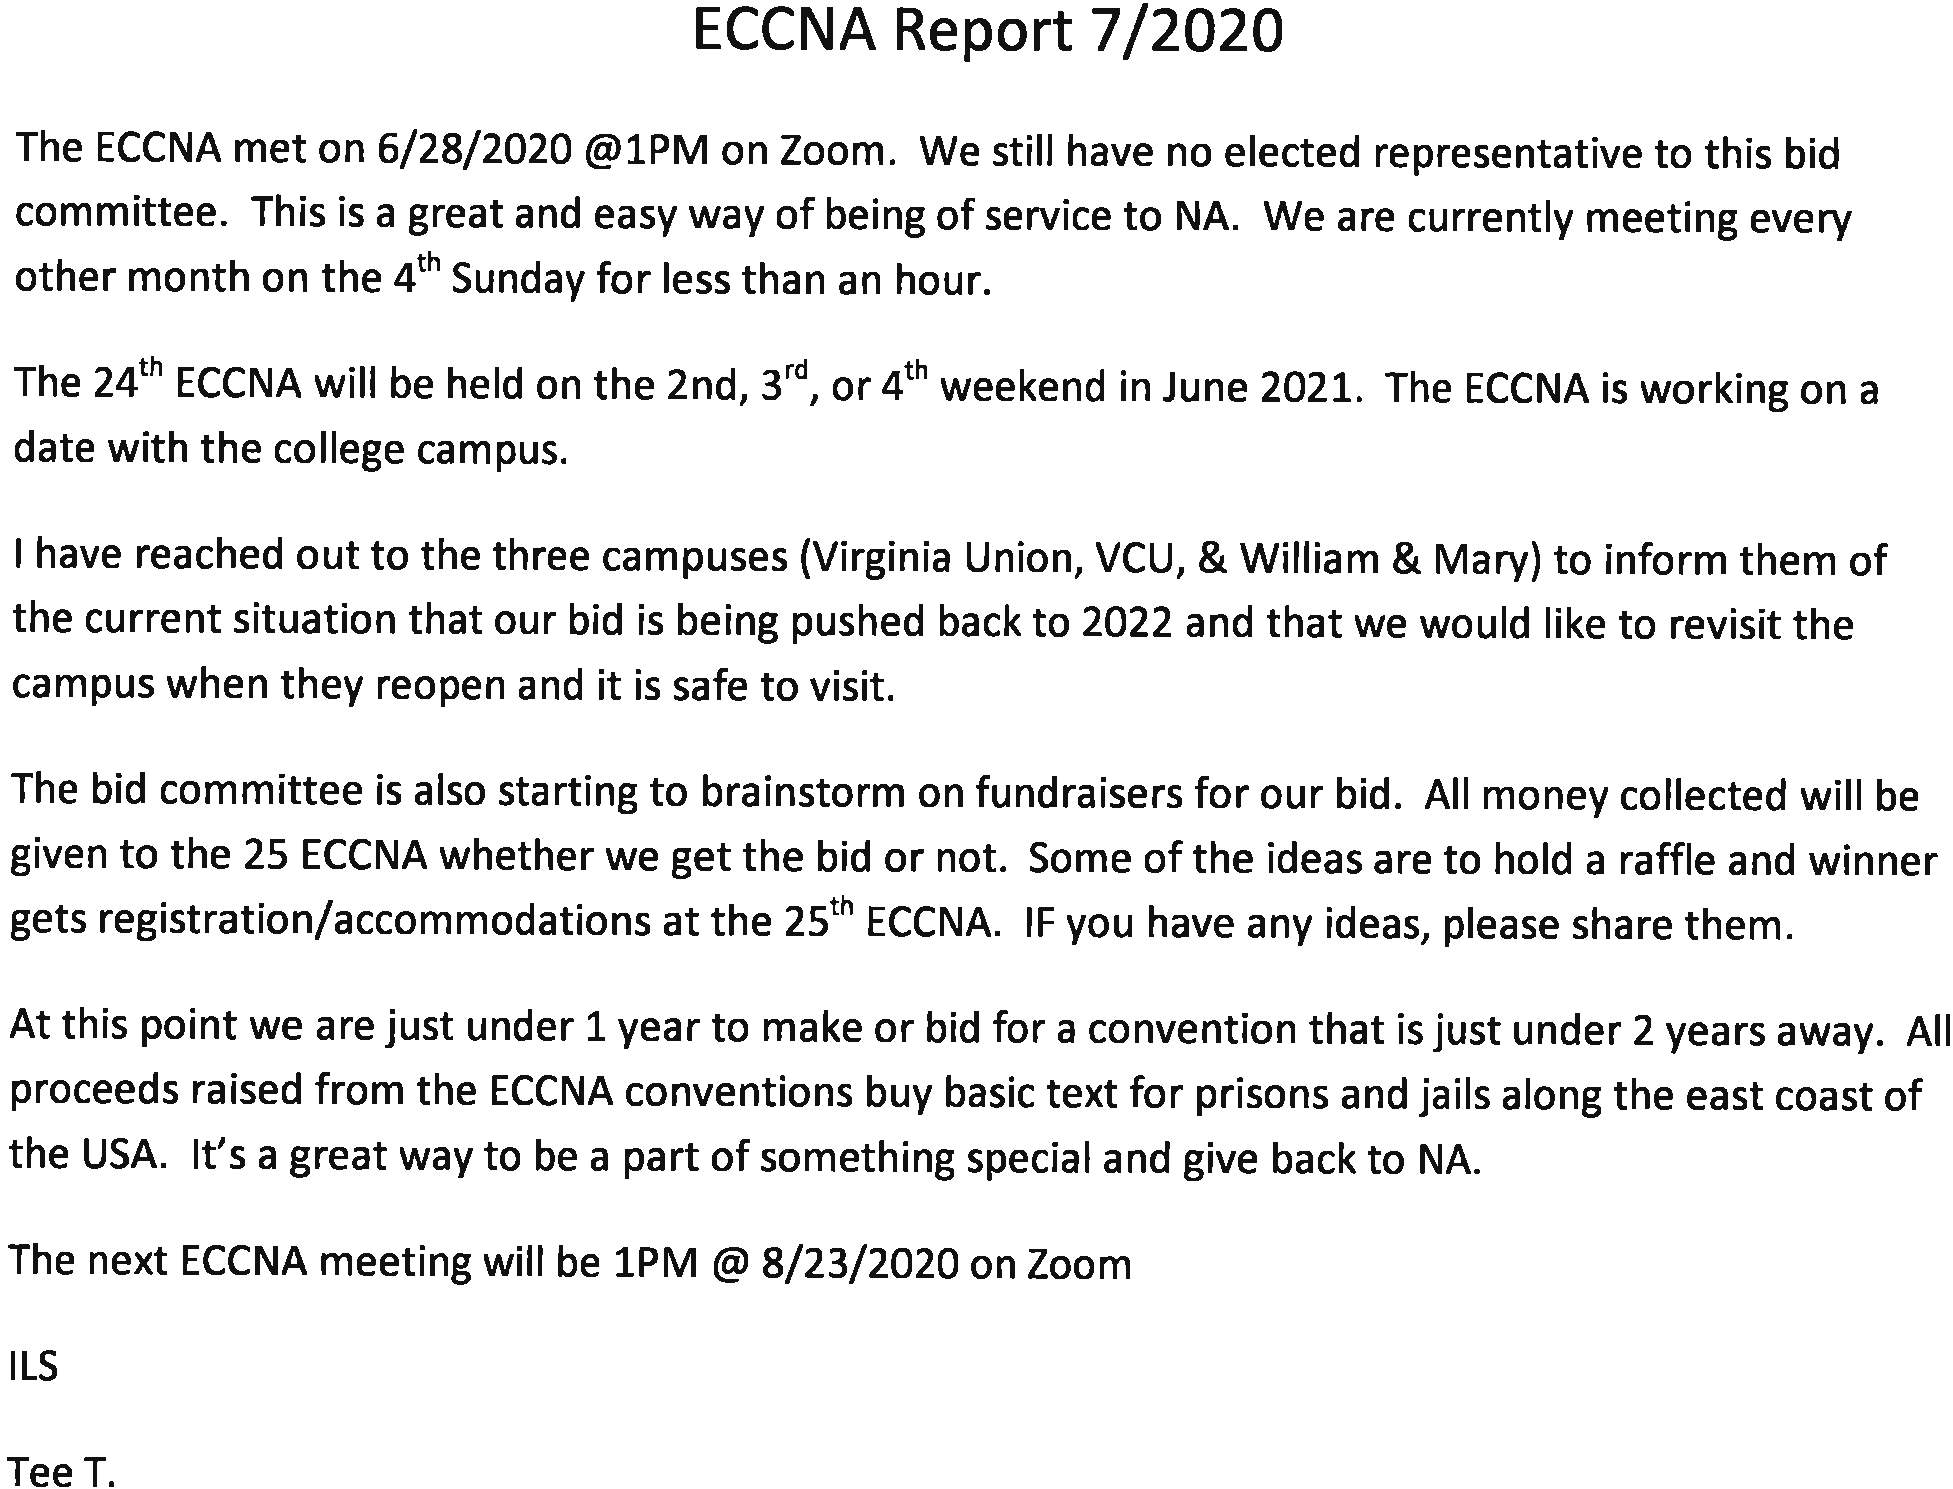 ECCNA Report 7/2020
The ECCNA met on 6/28/2020 @1PM on Zoom.  We still have no elected representative to this bid
committee.  This is a great and easy way of being of service to NA.  We are currently meeting every
other month on the 4th Sunday for less than an hour.
The 24th ECCNA will be held on the 2nd, 3rd, or 4th weekend in June 2021.  The ECCNA is working on a
date with the college campus.
I have reached out to the three campuses (Virginia Union, VCU, & William & Mary) to inform them of
the current situation that our bid is being pushed back to 2022 and that we would like to revisit the
campus when they reopen and it is safe to visit.
The bid committee is also starting to brainstorm on fundraisers for our bid.  All money collected will be
given to the 25 ECCNA whether we get the bid or not.  Some of the ideas are to hold a raffle and winner
gets registration/accommodations at the 25th ECCNA.  IF you have any ideas, please share them.
At this point we are just under 1 year to make or bid for a convention that is just under 2 years away.  All
proceeds raised from the ECCNA conventions buy basic text for prisons and jails along the east coast of
the USA.  It's a great way to be a part of something special and give back to NA.
The next ECCNA meeting will be 1PM @ 8/23/2020 on Zoom
ILS
Tee T.